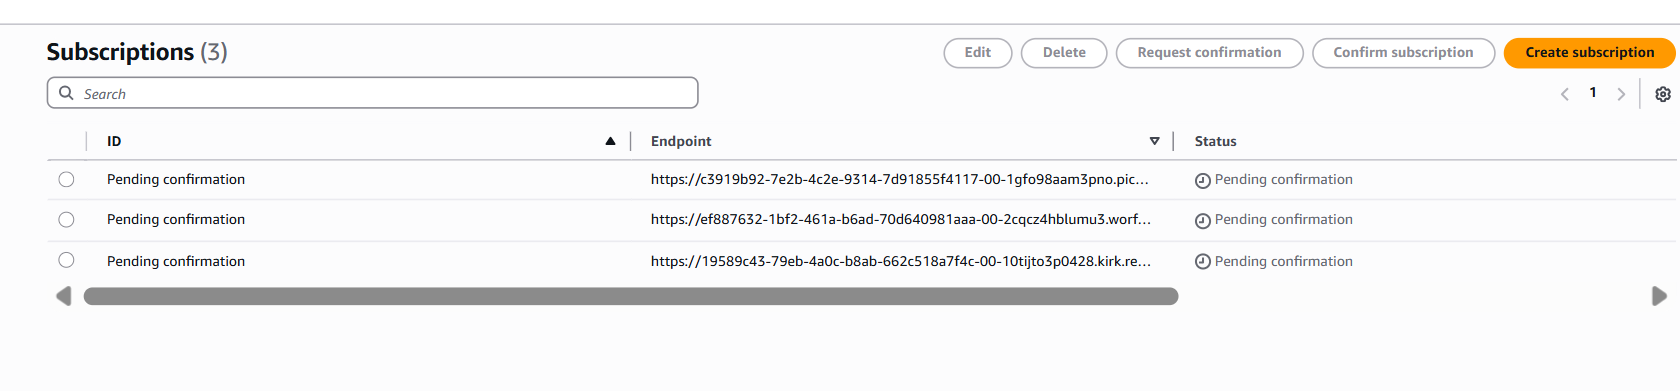 Subscriptions (3)
Edit Delete Request confirmation Confirm subscription Create subscription
Search
1
ID Endpoint Status
Pending confirmation https://c3919b92-7e2b-4c2e-9314-7d91855f4117-00-1gfo98aam3pno.pic... Pending confirmation
Pending confirmation https://ef887632-1bf2-461a-b6ad-70d640981aaa-00-2cqcz4hblumu3.worf... Pending confirmation
Pending confirmation https://19589c43-79eb-4a0c-b8ab-662c518a7f4c-00-10tijto3p0428.kirk.re... Pending confirmation